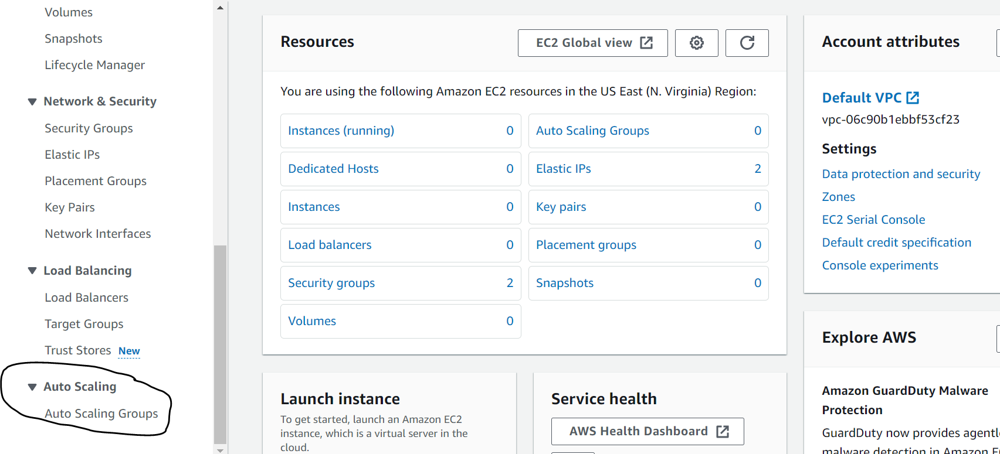 Volumes
Snapshots
Lifecycle Manager
Network & Security
Security Groups
Elastic IPs
Placement Groups
Key Pairs
Network Interfaces
Load Balancing
Load Balancers
Target Groups
Trust Stores New
Auto Scaling
Auto Scaling Groups
Resources
EC2 Global view
You are using the following Amazon EC2 resources in the US East (N. Virginia) Region:
Instances (running) 0
Auto Scaling Groups 0
Dedicated Hosts 0
Elastic IPs 2
Instances 0
Key pairs 0
Load balancers 0
Placement groups 0
Security groups 2
Snapshots 0
Volumes 0
Launch instance
To get started, launch an Amazon EC2
instance, which is a virtual server in the
cloud.
Service health
AWS Health Dashboard
Account attributes
Default VPC
vpc-06c90b1ebbf53cf23
Settings
Data protection and security
Zones
EC2 Serial Console
Default credit specification
Console experiments
Explore AWS
Amazon GuardDuty Malware
Protection
GuardDuty now provides agentl
malware detection in Amazon E